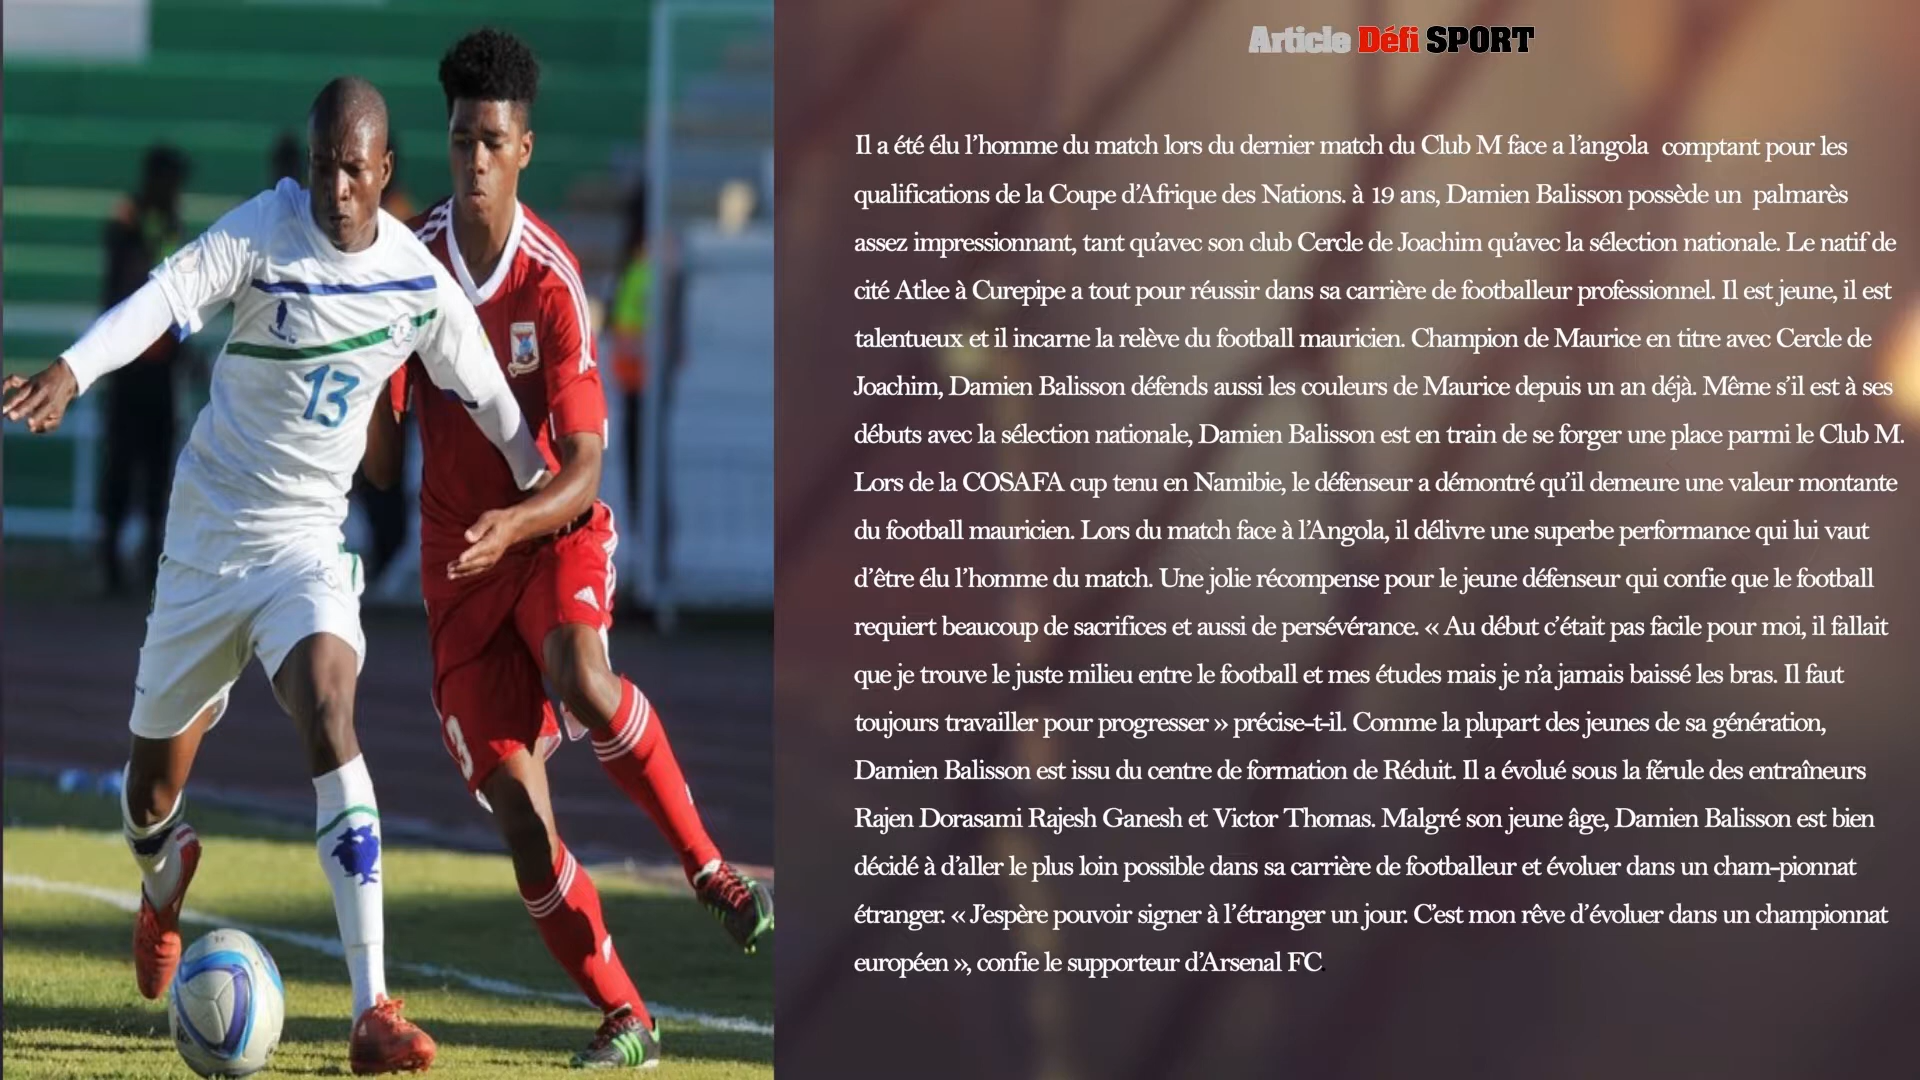 Article Défi SPORT
Il a été élu l'homme du match lors du dernier match du Club M face a l'angola comptant pour les
qualifications de la Coupe d'Afrique des Nations. à 19 ans, Damien Balisson possède un palmarès
assez impressionnant, tant qu'avec son club Cercle de Joachim qu'avec la sélection nationale. Le natif de
cité Atlee à Curepipe a tout pour réussir dans sa carrière de footballeur professionnel. Il est jeune, il est
talentueux et il incarne la relève du football mauricien. Champion de Maurice en titre avec Cercle de
Joachim, Damien Balisson défends aussi les couleurs de Maurice depuis un an déjà. Même s'il est à ses
débuts avec la sélection nationale, Damien Balisson est en train de se forger une place parmi le Club M.
Lors de la COSAFA cup tenu en Namibie, le défenseur a démontré qu'il demeure une valeur montante
du football mauricien. Lors du match face à l'Angola, il délivre une superbe performance qui lui vaut
d'être élu l'homme du match. Une jolie récompense pour le jeune défenseur qui confie que le football
requiert beaucoup de sacrifices et aussi de persévérance. « Au début c'était pas facile pour moi, il fallait
que je trouve le juste milieu entre le football et mes études mais je n'a jamais baissé les bras. Il faut
toujours travailler pour progresser » précise-t-il. Comme la plupart des jeunes de sa génération,
Damien Balisson est issu du centre de formation de Réduit. Il a évolué sous la férule des entraîneurs
Rajen Dorasami Rajesh Ganesh et Victor Thomas. Malgré son jeune âge, Damien Balisson est bien
décidé à d'aller le plus loin possible dans sa carrière de footballeur et évoluer dans un cham-pionnat
étranger. « J'espère pouvoir signer à l'étranger un jour. C'est mon rêve d'évoluer dans un championnat
européen », confie le supporteur d'Arsenal FC.
13
3